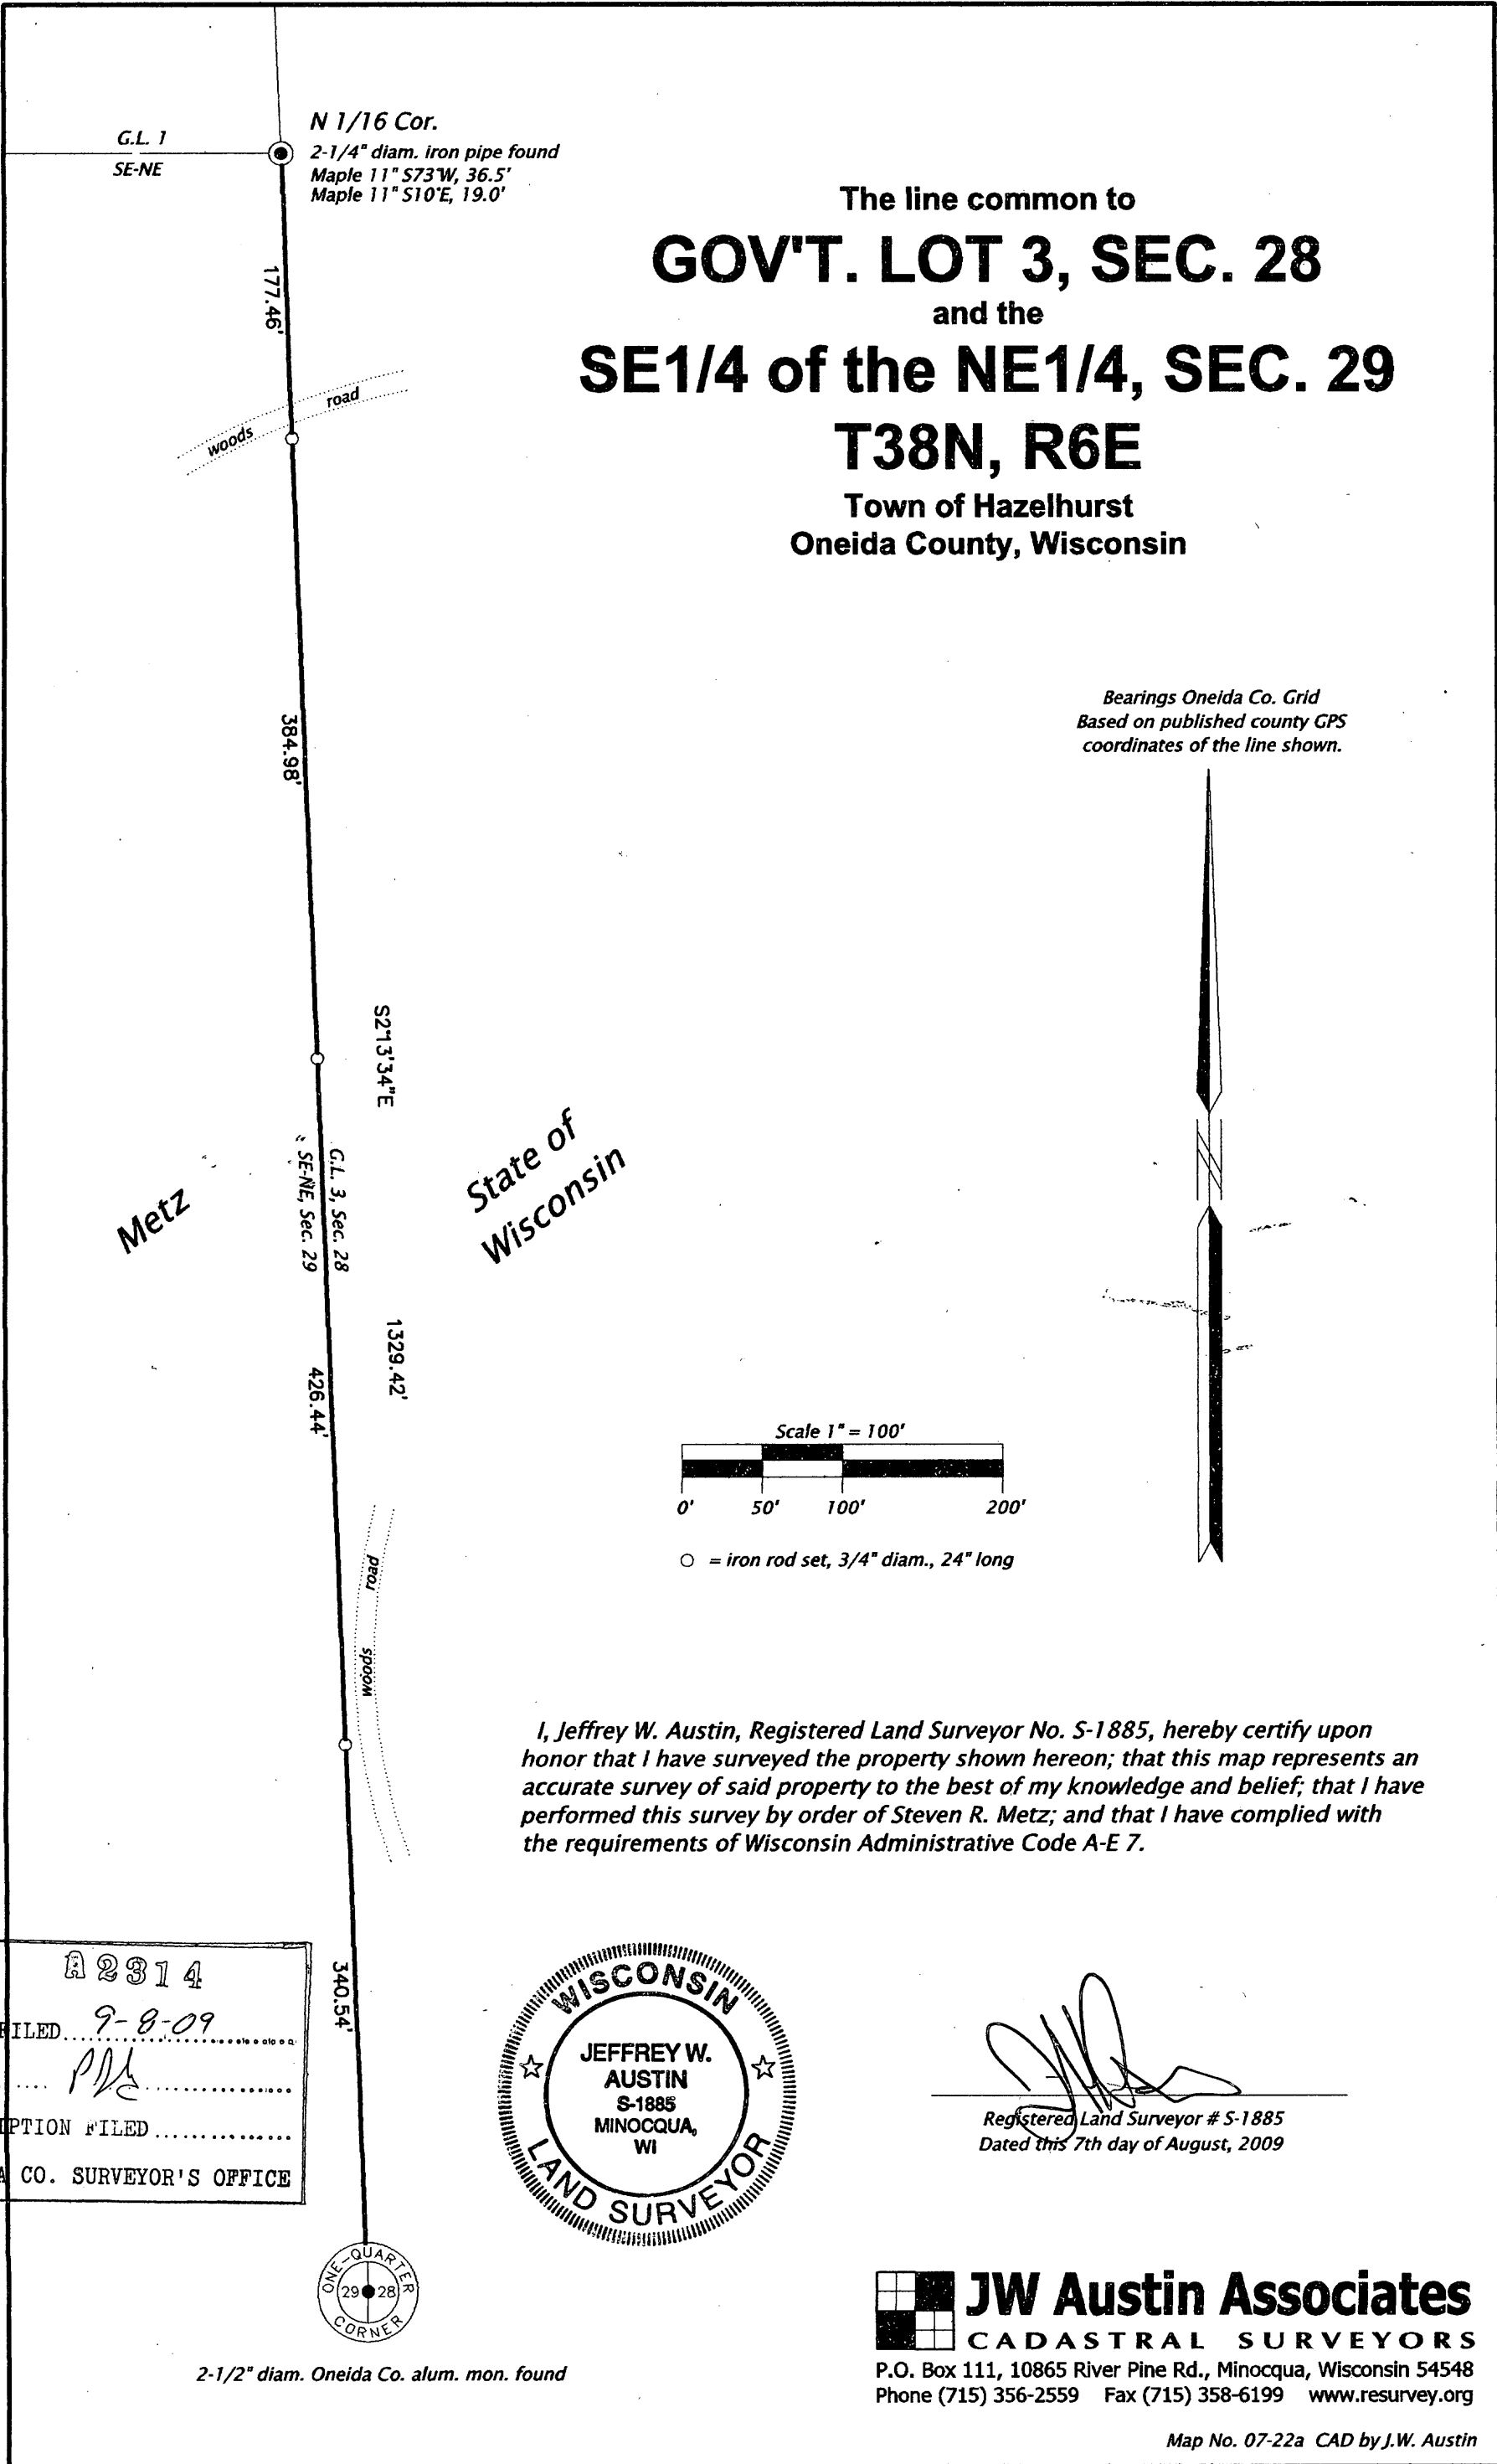 G.L. 1
SE-NE
N 1/16 Cor.
2-1/4" diam. iron pipe found
Maple 11" S73°W, 36.5'
Maple 11" S10°E, 19.0'
The line common to
GOV'T. LOT 3, SEC. 28
and the
SE1/4 of the NE1/4, SEC. 29
T38N, R6E
Town of Hazelhurst
Oneida County, Wisconsin
177.46'
woods road
384.98'
Bearings Oneida Co. Grid
Based on published county GPS
coordinates of the line shown.
S2°13'34"E
G.L. 3, Sec. 28
SE-NE, Sec. 29
Metz
State of
Wisconsin
1329.42'
426.44'
Scale 1" = 100'
0' 50' 100' 200'
= iron rod set, 3/4" diam., 24" long
woods road
I, Jeffrey W. Austin, Registered Land Surveyor No. S-1885, hereby certify upon
honor that I have surveyed the property shown hereon; that this map represents an
accurate survey of said property to the best of my knowledge and belief; that I have
performed this survey by order of Steven R. Metz; and that I have complied with
the requirements of Wisconsin Administrative Code A-E 7.
340.54'
A2314
FILED 9-8-09
PTION FILED
A CO. SURVEYOR'S OFFICE
WISCONSIN
JEFFREY W.
AUSTIN
S-1885
MINOCQUA,
WI
LAND SURVEYOR
Registered Land Surveyor # S-1885
Dated this 7th day of August, 2009
ONE-QUARTER
29 28
CORNER
2-1/2" diam. Oneida Co. alum. mon. found
JW Austin Associates
CADASTRAL SURVEYORS
P.O. Box 111, 10865 River Pine Rd., Minocqua, Wisconsin 54548
Phone (715) 356-2559 Fax (715) 358-6199 www.resurvey.org
Map No. 07-22a CAD by J.W. Austin